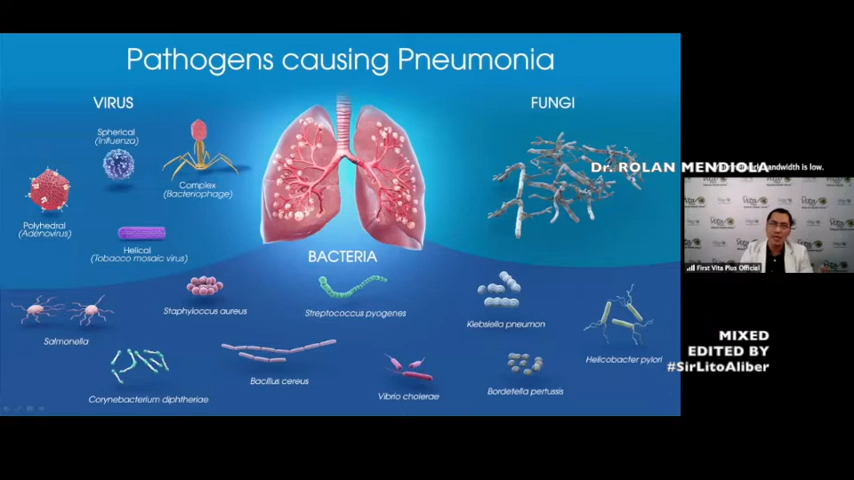 Pathogens causing Pneumonia
VIRUS
Spherical
(Influenza)
Complex
(Bacteriophage)
Polyhedral
(Adenovirus)
Helical
(Tobacco mosaic virus)
FUNGI
BACTERIA
Salmonella
Staphyloccus aureus
Streptococcus pyogenes
Klebsiella pneumon
Helicobacter pylori
Corynebacterium diphtheriae
Bacillus cereus
Vibrio cholerae
Bordetella pertussis
Dr. ROLAN MENDIOLA
bandwidth is low.
First Vita Plus Official
MIXED
EDITED BY
#SirLitoAliber